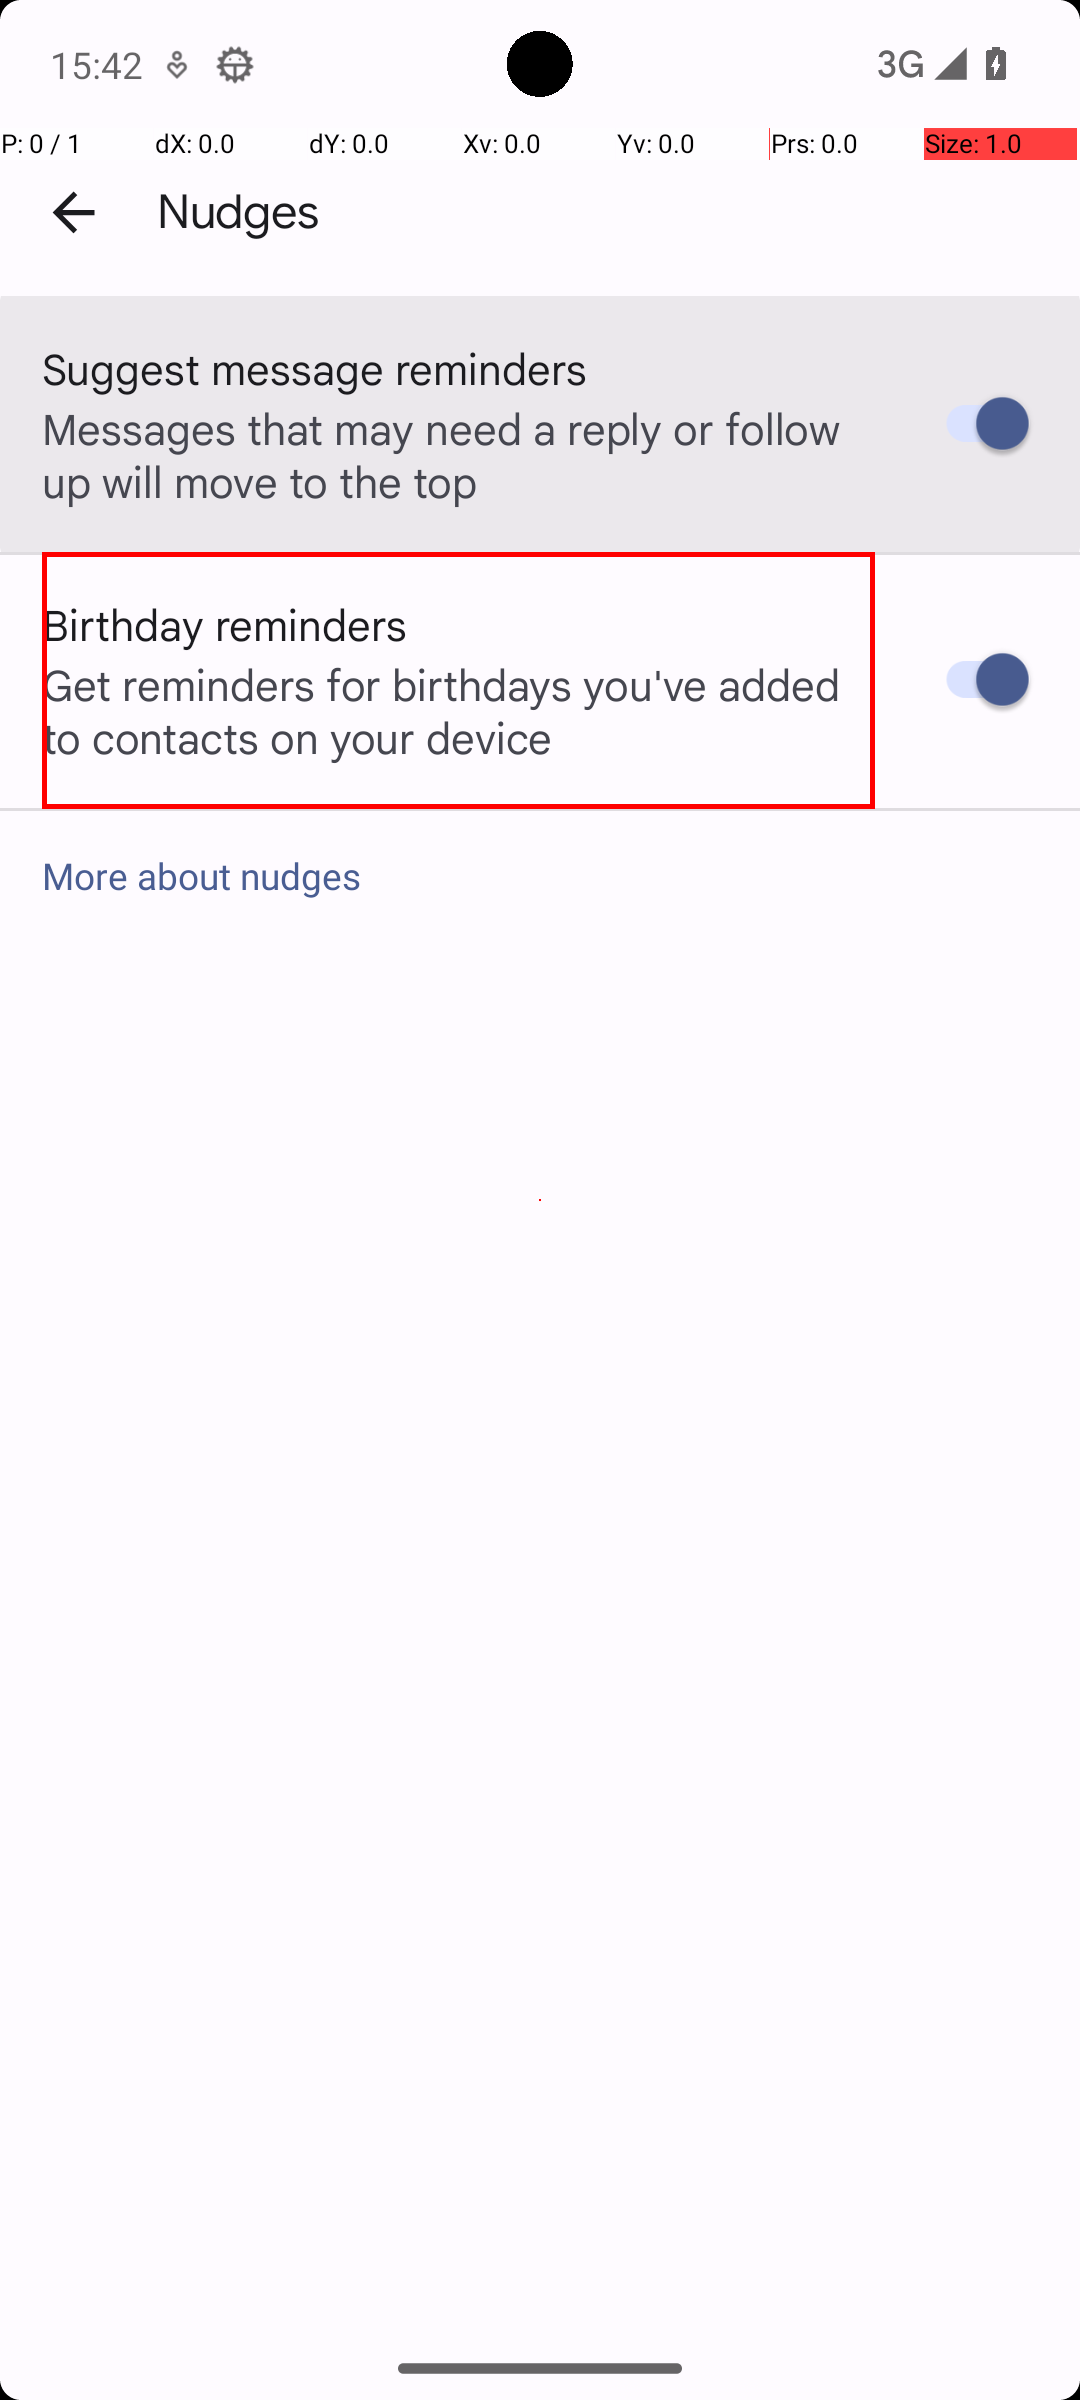 15:42
3G
P: 0 / 1 dX: 0.0 dY: 0.0 Xv: 0.0 Yv: 0.0 Prs: 0.0 Size: 1.0
Nudges
Suggest message reminders
Messages that may need a reply or follow
up will move to the top
Birthday reminders
Get reminders for birthdays you've added
to contacts on your device
More about nudges